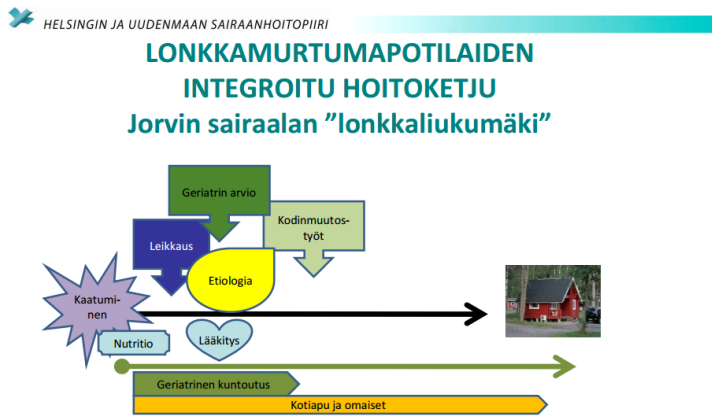 HELSINGIN JA UUDENMAAN SAIRAANHOITOPIIRI
LONKKAMURTUMAPOTILAIDEN
INTEGROITU HOITOKETJU
Jorvin sairaalan ”lonkkaliukumäki”
Geriatrin arvio
Kodinmuutos-
työt
Leikkaus
Etiologia
Kaatumi-
nen
Nutritio
Lääkitys
Geriatrinen kuntoutus
Kotiapu ja omaiset